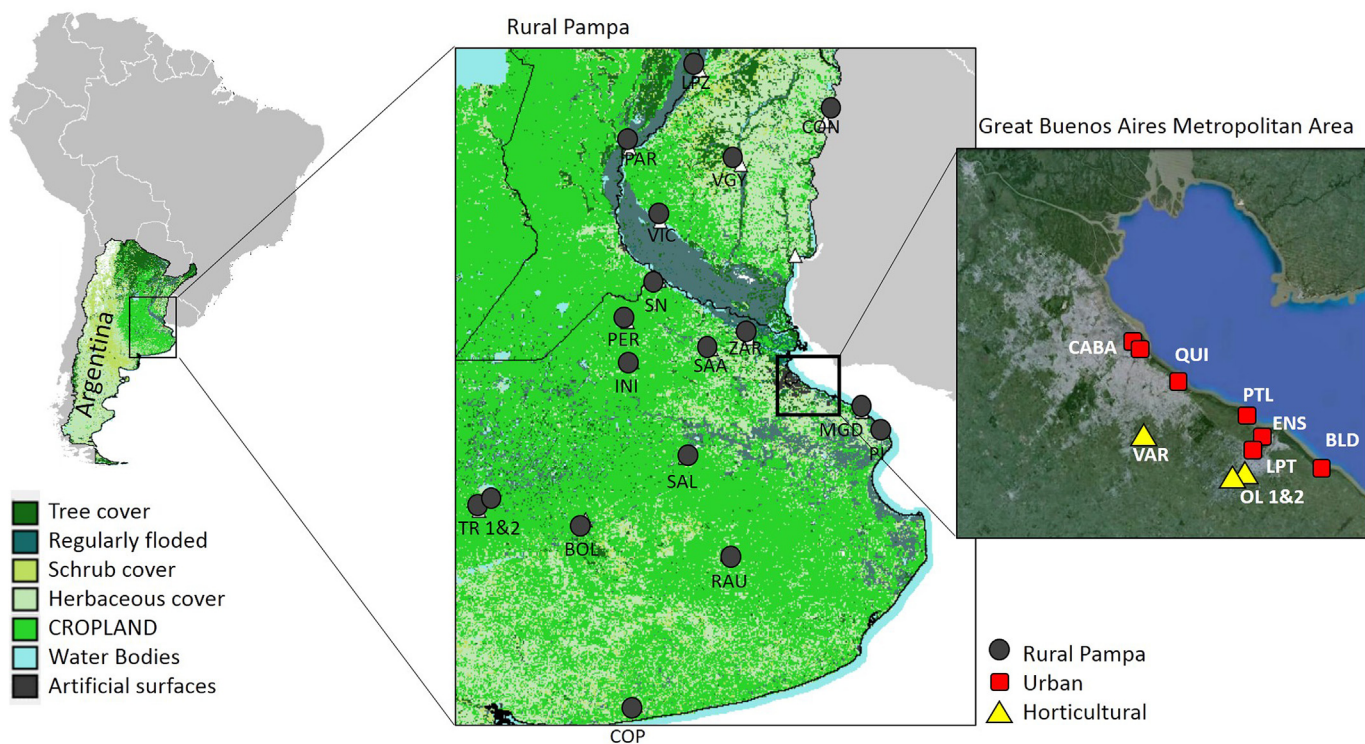 Rural Pampa
Great Buenos Aires Metropolitan Area
Argentina
LPZ
CON
PAR
VGY
VIC
SN
PER
ZAR
SAA
INI
MGD
PI
SAL
TR 1&2
BOL
RAU
COP
CABA
QUI
PTL
ENS
BLD
VAR
LPT
OL 1&2
Tree cover
Regularly floded
Schrub cover
Herbaceous cover
CROPLAND
Water Bodies
Artificial surfaces
Rural Pampa
Urban
Horticultural